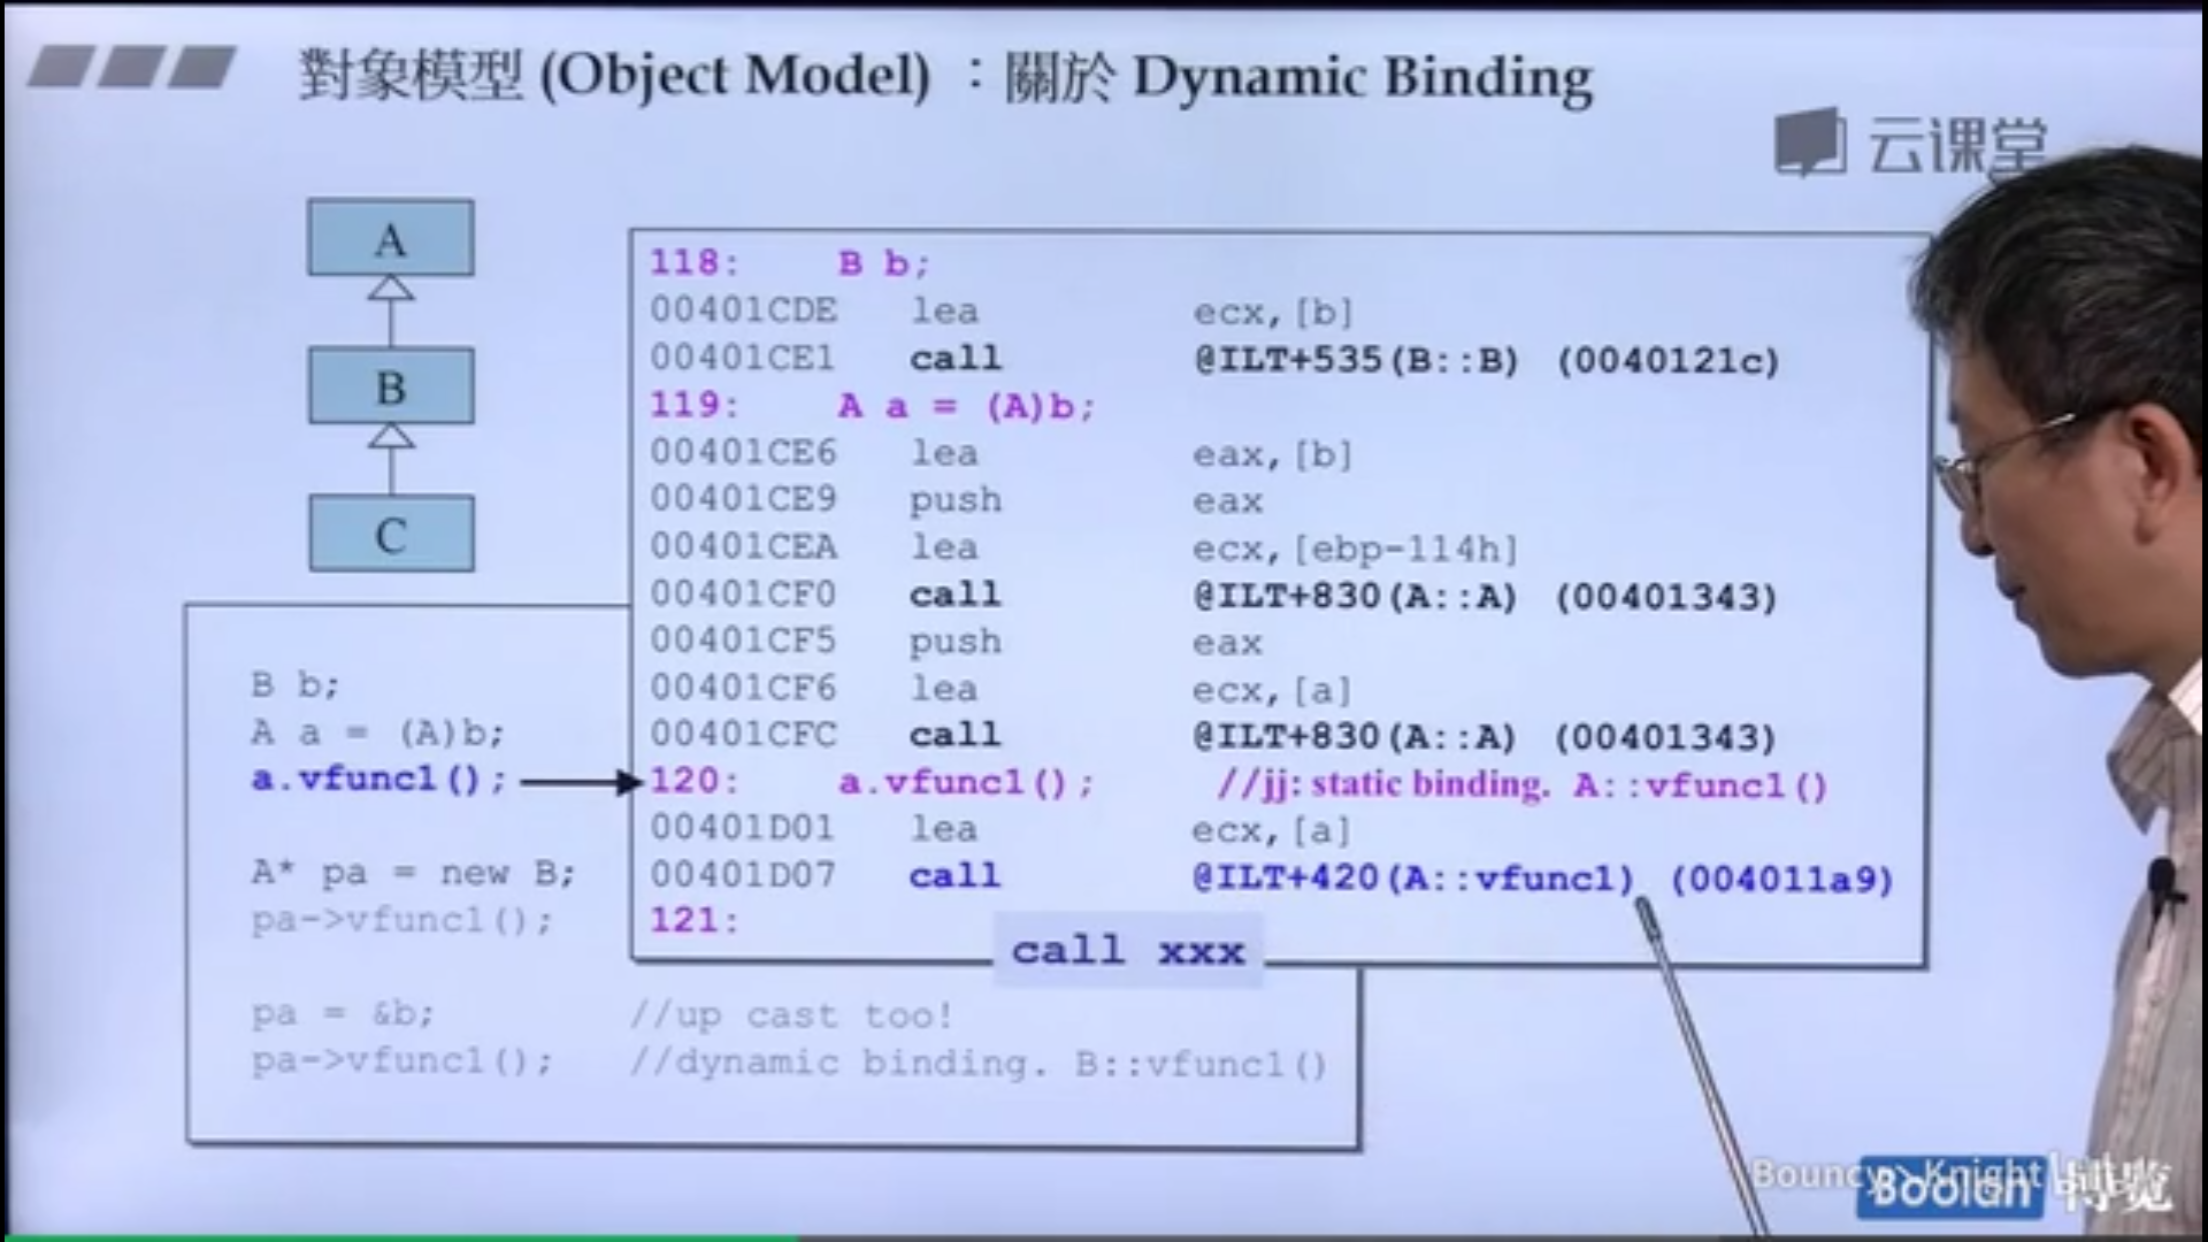 對象模型 (Object Model) ：關於 Dynamic Binding
云课堂
A
B
C
118: B b;
00401CDE lea ecx,[b]
00401CE1 call @ILT+535(B::B) (0040121c)
119: A a = (A)b;
00401CE6 lea eax,[b]
00401CE9 push eax
00401CEA lea ecx,[ebp-114h]
00401CF0 call @ILT+830(A::A) (00401343)
00401CF5 push eax
00401CF6 lea ecx,[a]
00401CFC call @ILT+830(A::A) (00401343)
120: a.vfunc1(); //jj: static binding. A::vfunc1()
00401D01 lea ecx,[a]
00401D07 call @ILT+420(A::vfunc1) (004011a9)
121:
call xxx
B b;
A a = (A)b;
a.vfunc1();
A* pa = new B;
pa->vfunc1();
pa = &b; //up cast too!
pa->vfunc1(); //dynamic binding. B::vfunc1()
Knight
Boolan 博览